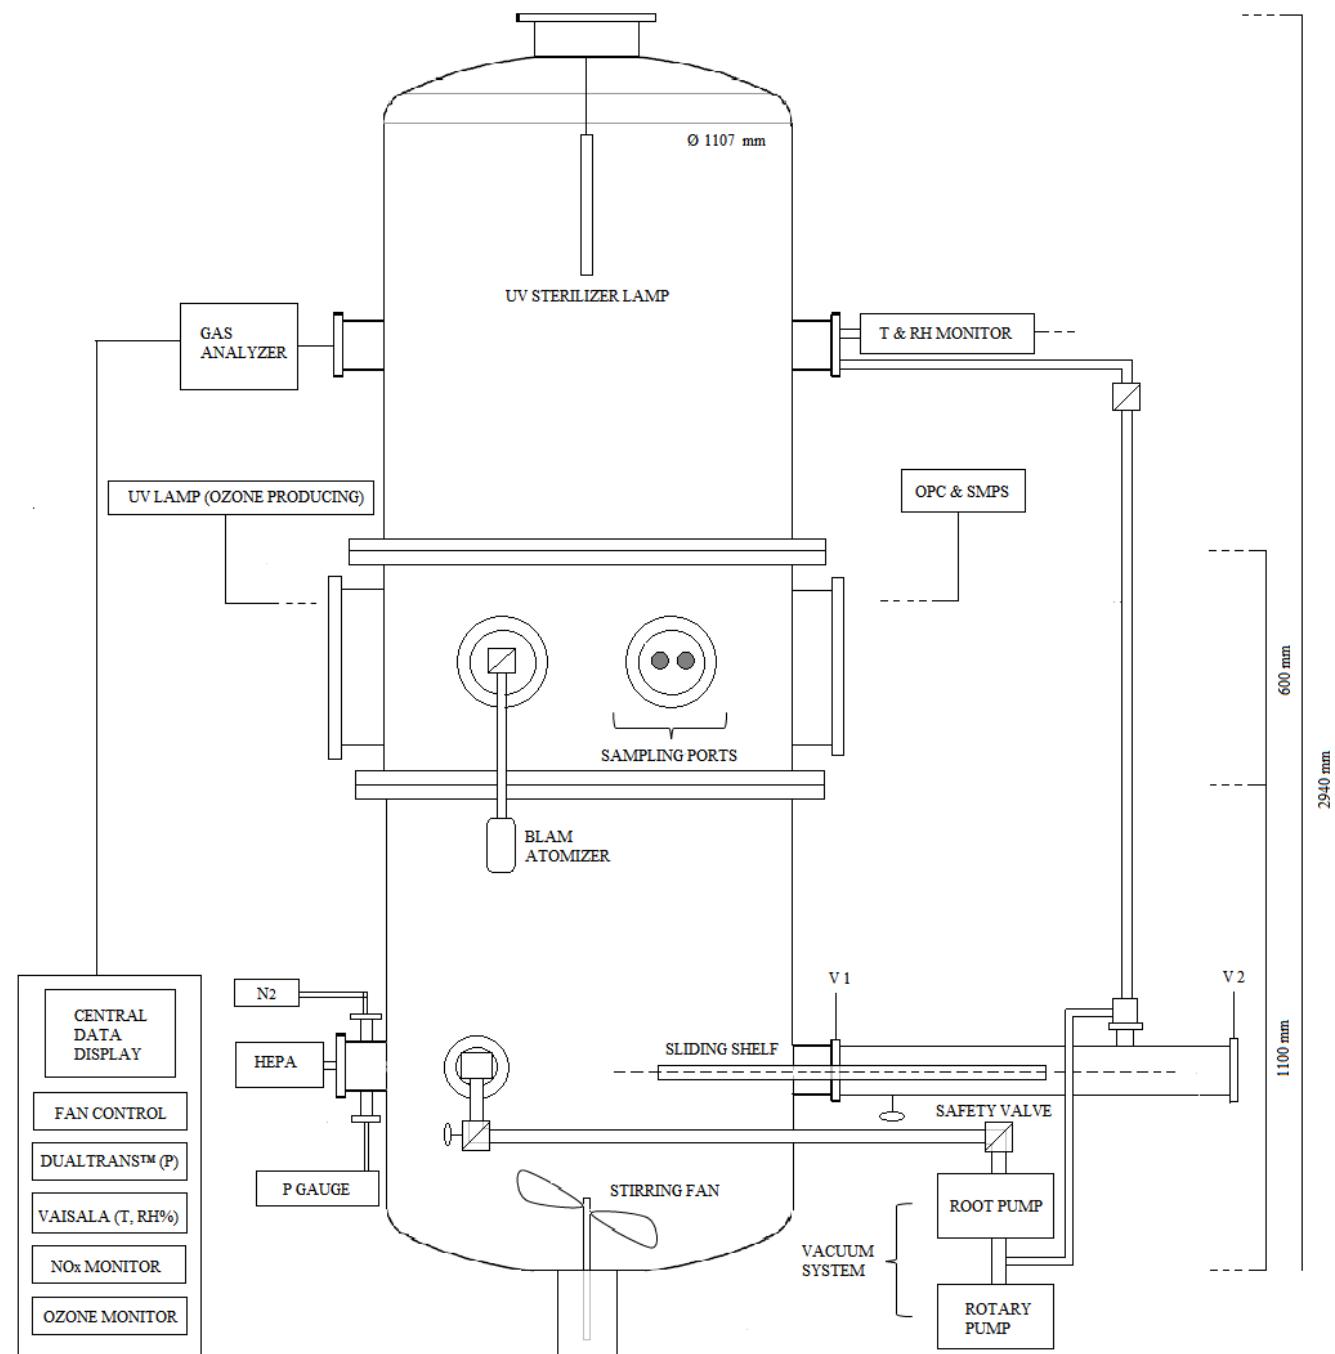 Ø 1107 mm
UV STERILIZER LAMP
GAS
ANALYZER
T & RH MONITOR
UV LAMP (OZONE PRODUCING)
OPC & SMPS
600 mm
2940 mm
SAMPLING PORTS
BLAM
ATOMIZER
V 1
V 2
N2
CENTRAL
DATA
DISPLAY
HEPA
SLIDING SHELF
1100 mm
FAN CONTROL
SAFETY VALVE
DUALTRANS™ (P)
P GAUGE
STIRRING FAN
ROOT PUMP
VAISALA (T, RH%)
VACUUM
SYSTEM
NOx MONITOR
OZONE MONITOR
ROTARY
PUMP